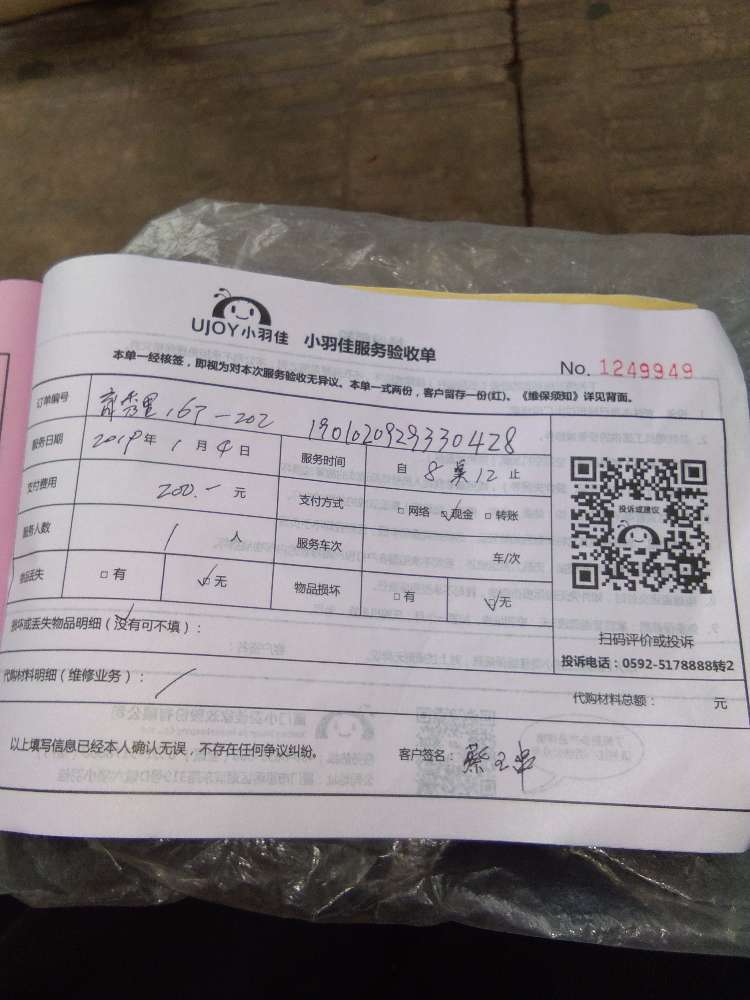 UJOY小羽佳 小羽佳服务验收单
本单一经核签，即视为对本次服务验收无异议。本单一式两份，客户留存一份(红)。《维保须知》详见背面。
No. 1249949
订单编号 167-202 1901020929330428
服务日期 2019年1月4日 服务时间 自8至12止
支付费用 200.-元 支付方式 □网络 ☑现金 □转账
服务人数 1人 服务车次 车/次
物品丢失 □有 ☑无 物品损坏 □有 ☑无
损坏或丢失物品明细（没有可不填）：
代购材料明细（维修业务）：
代购材料总额： 元
投诉或建议
扫码评价或投诉
投诉电话：0592-5178888转2
以上填写信息已经本人确认无误，不存在任何争议纠纷。
客户签名：蔡